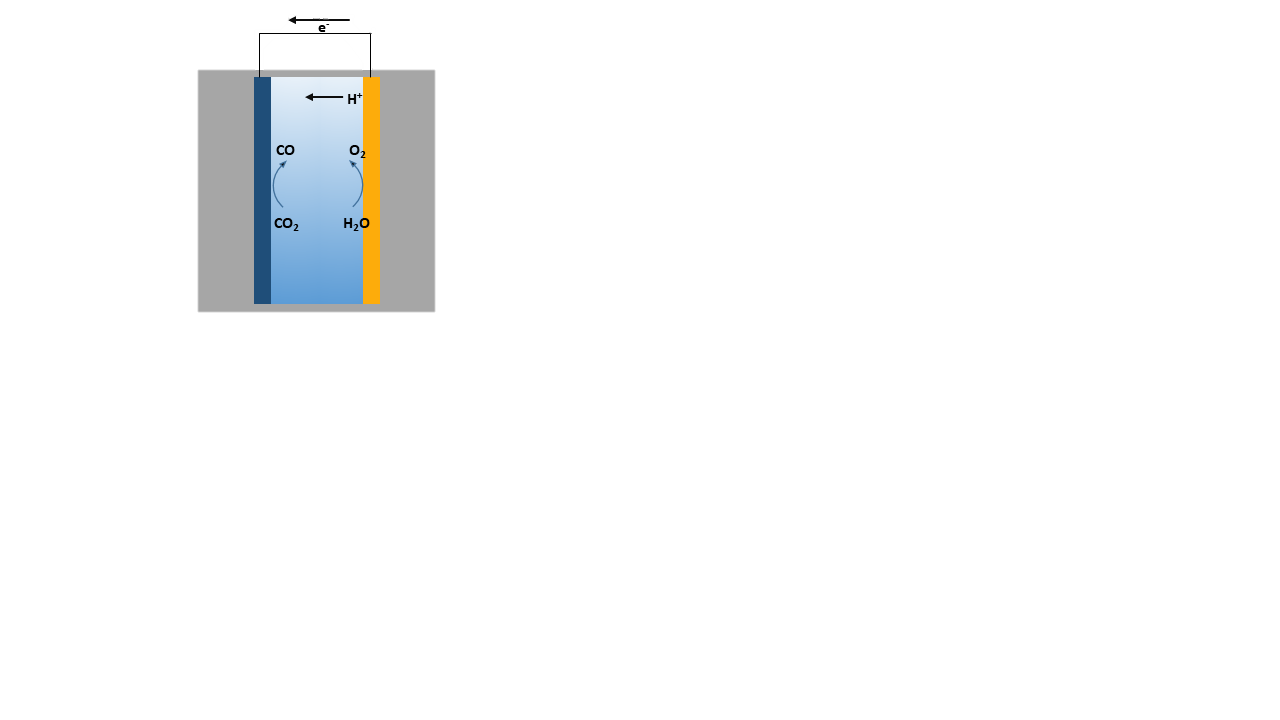 e⁻
H⁺
CO O₂
CO₂ H₂O